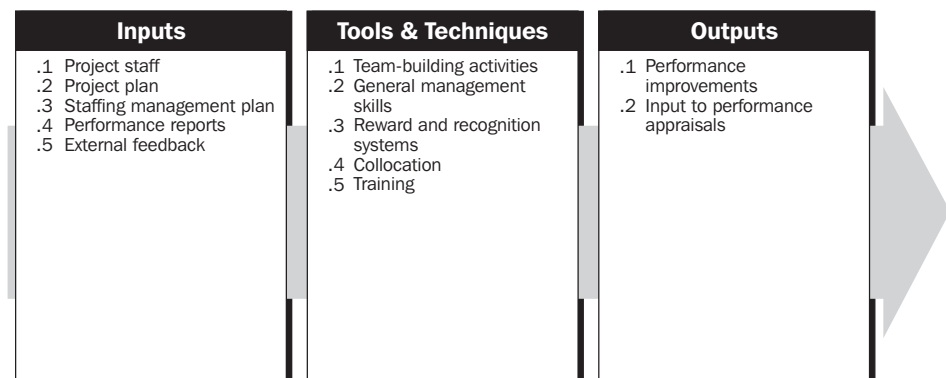 Inputs
.1 Project staff
.2 Project plan
.3 Staffing management plan
.4 Performance reports
.5 External feedback
Tools & Techniques
.1 Team-building activities
.2 General management
skills
.3 Reward and recognition
systems
.4 Collocation
.5 Training
Outputs
.1 Performance
improvements
.2 Input to performance
appraisals